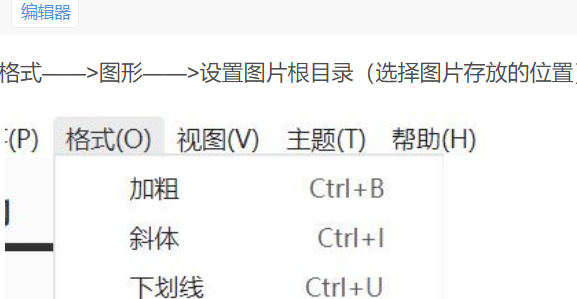 编辑器
格式——>图形——>设置图片根目录（选择图片存放的位置）
(P) 格式(O) 视图(V) 主题(T) 帮助(H)
加粗 Ctrl+B
斜体 Ctrl+I
下划线 Ctrl+U